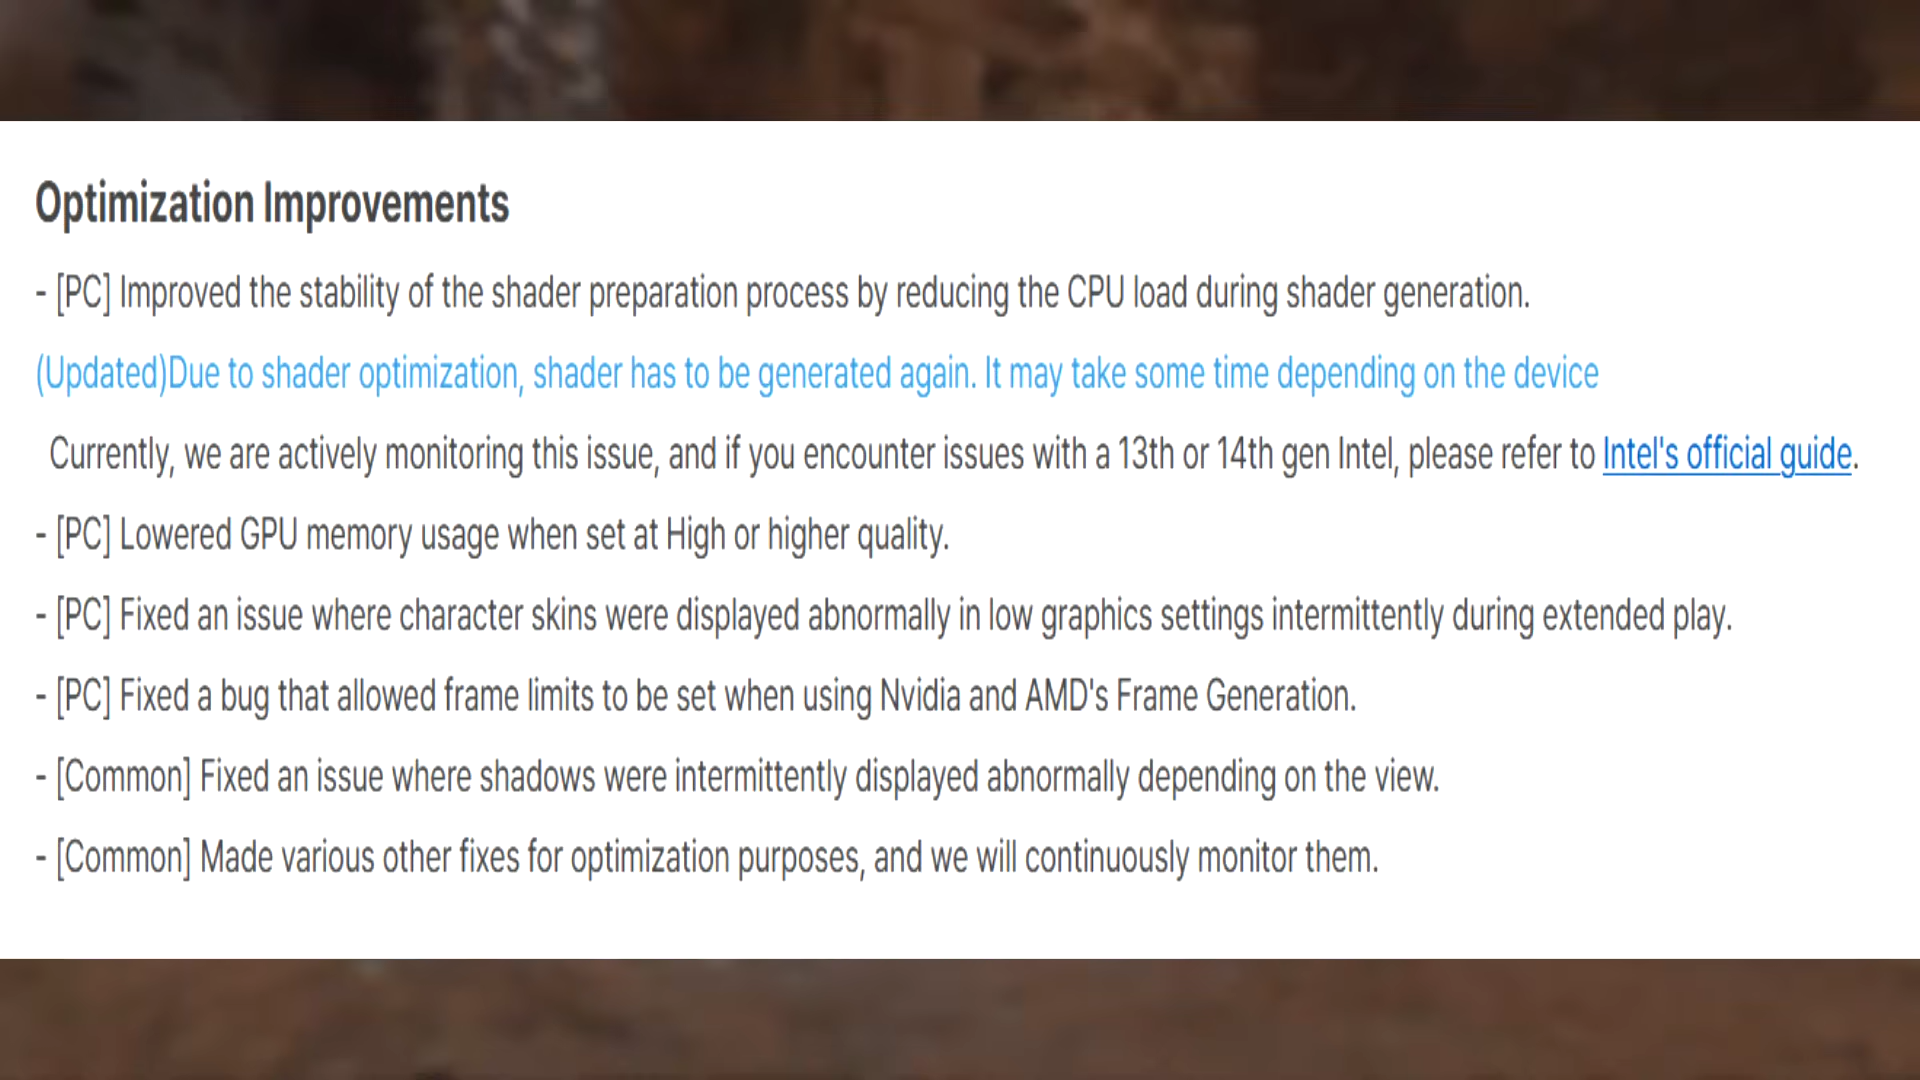 Optimization Improvements
- [PC] Improved the stability of the shader preparation process by reducing the CPU load during shader generation.
(Updated)Due to shader optimization, shader has to be generated again. It may take some time depending on the device
Currently, we are actively monitoring this issue, and if you encounter issues with a 13th or 14th gen Intel, please refer to Intel's official guide.
- [PC] Lowered GPU memory usage when set at High or higher quality.
- [PC] Fixed an issue where character skins were displayed abnormally in low graphics settings intermittently during extended play.
- [PC] Fixed a bug that allowed frame limits to be set when using Nvidia and AMD's Frame Generation.
- [Common] Fixed an issue where shadows were intermittently displayed abnormally depending on the view.
- [Common] Made various other fixes for optimization purposes, and we will continuously monitor them.